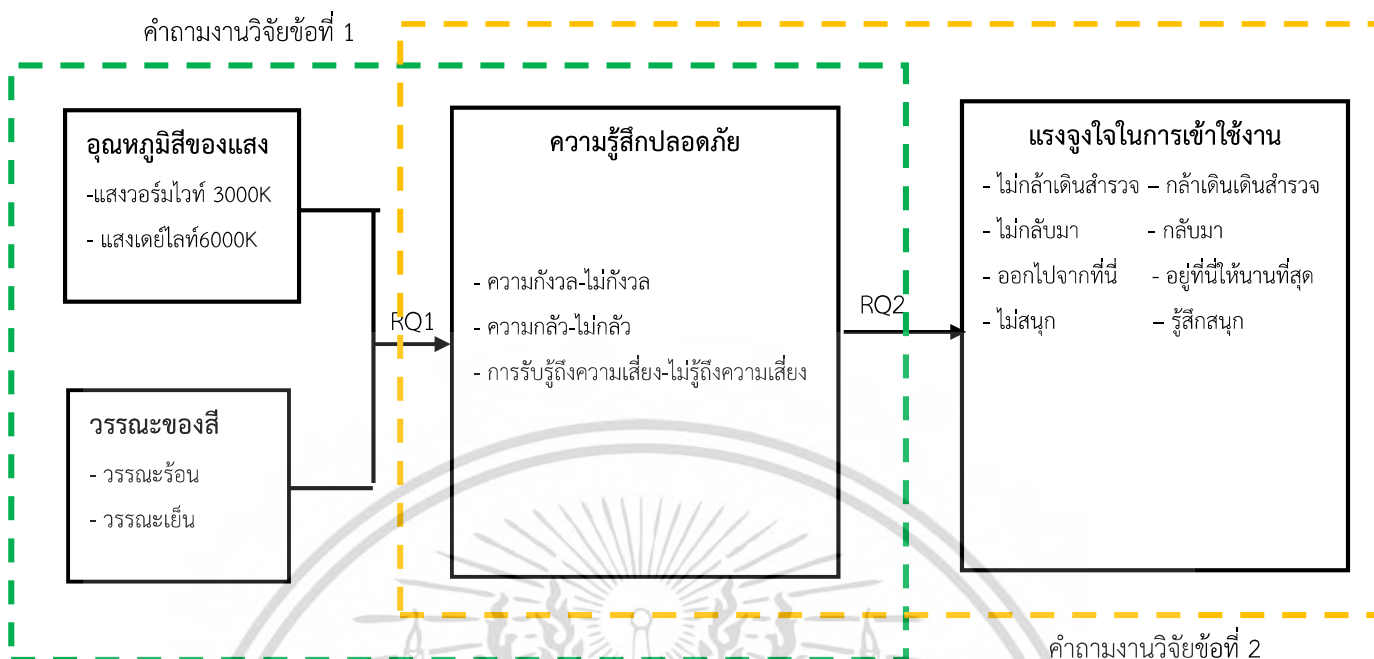 คำถามงานวิจัยข้อที่ 1
อุณหภูมิสีของแสง
-แสงวอร์มไวท์ 3000K
- แสงเดย์ไลท์6000K
วรรณะของสี
- วรรณะร้อน
- วรรณะเย็น
RQ1
ความรู้สึกปลอดภัย
- ความกังวล-ไม่กังวล
- ความกลัว-ไม่กลัว
- การรับรู้ถึงความเสี่ยง-ไม่รู้ถึงความเสี่ยง
RQ2
แรงจูงใจในการเข้าใช้งาน
- ไม่กล้าเดินสำรวจ – กล้าเดินเดินสำรวจ
- ไม่กลับมา - กลับมา
- ออกไปจากที่นี่ - อยู่ที่นี่ให้นานที่สุด
- ไม่สนุก – รู้สึกสนุก
คำถามงานวิจัยข้อที่ 2